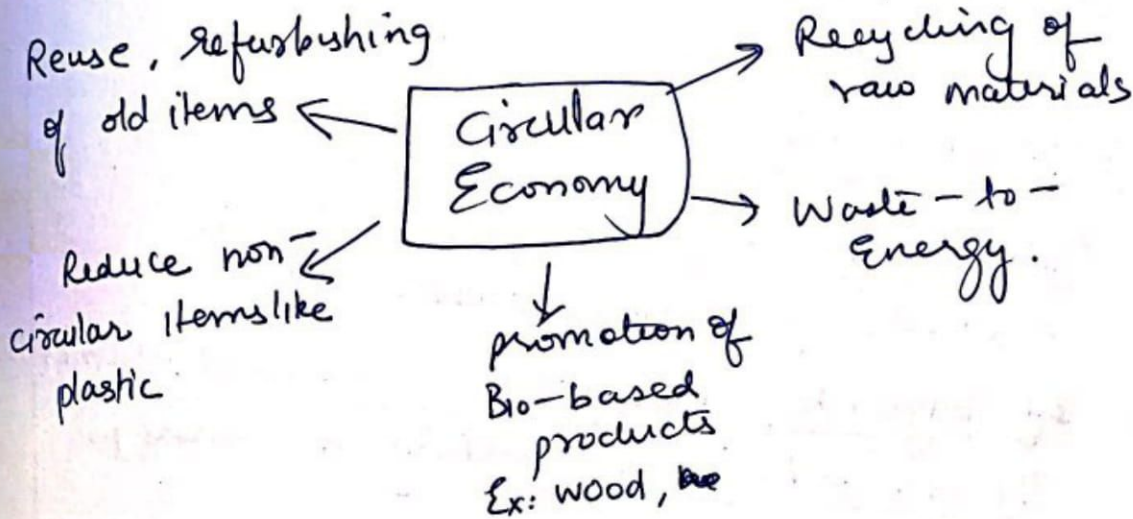 Reuse, refurbushing
of old items
Circular
Economy
Recycling of
raw materials
Waste-to-
Energy.
Reduce non-
circular items like
plastic
promotion of
Bio-based
products
Ex: wood,